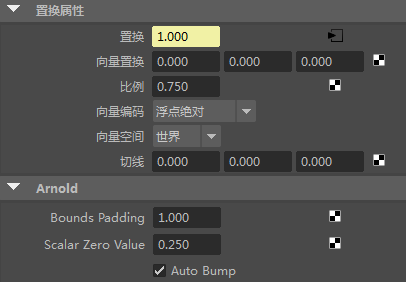 置换属性
置换 1.000
向量置换 0.000 0.000 0.000
比例 0.750
向量编码 浮点绝对
向量空间 世界
切线 0.000 0.000 0.000
Arnold
Bounds Padding 1.000
Scalar Zero Value 0.250
Auto Bump